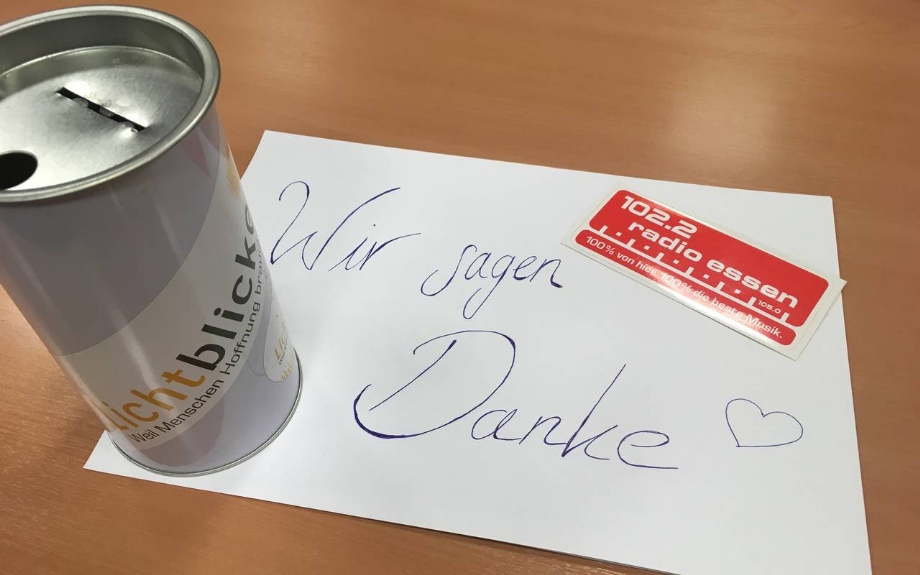 Wir sagen
Danke
102.2
radio essen
105.0
100% von hier. 100% die beste Musik.
lichtblicke
Weil Menschen Hoffnung